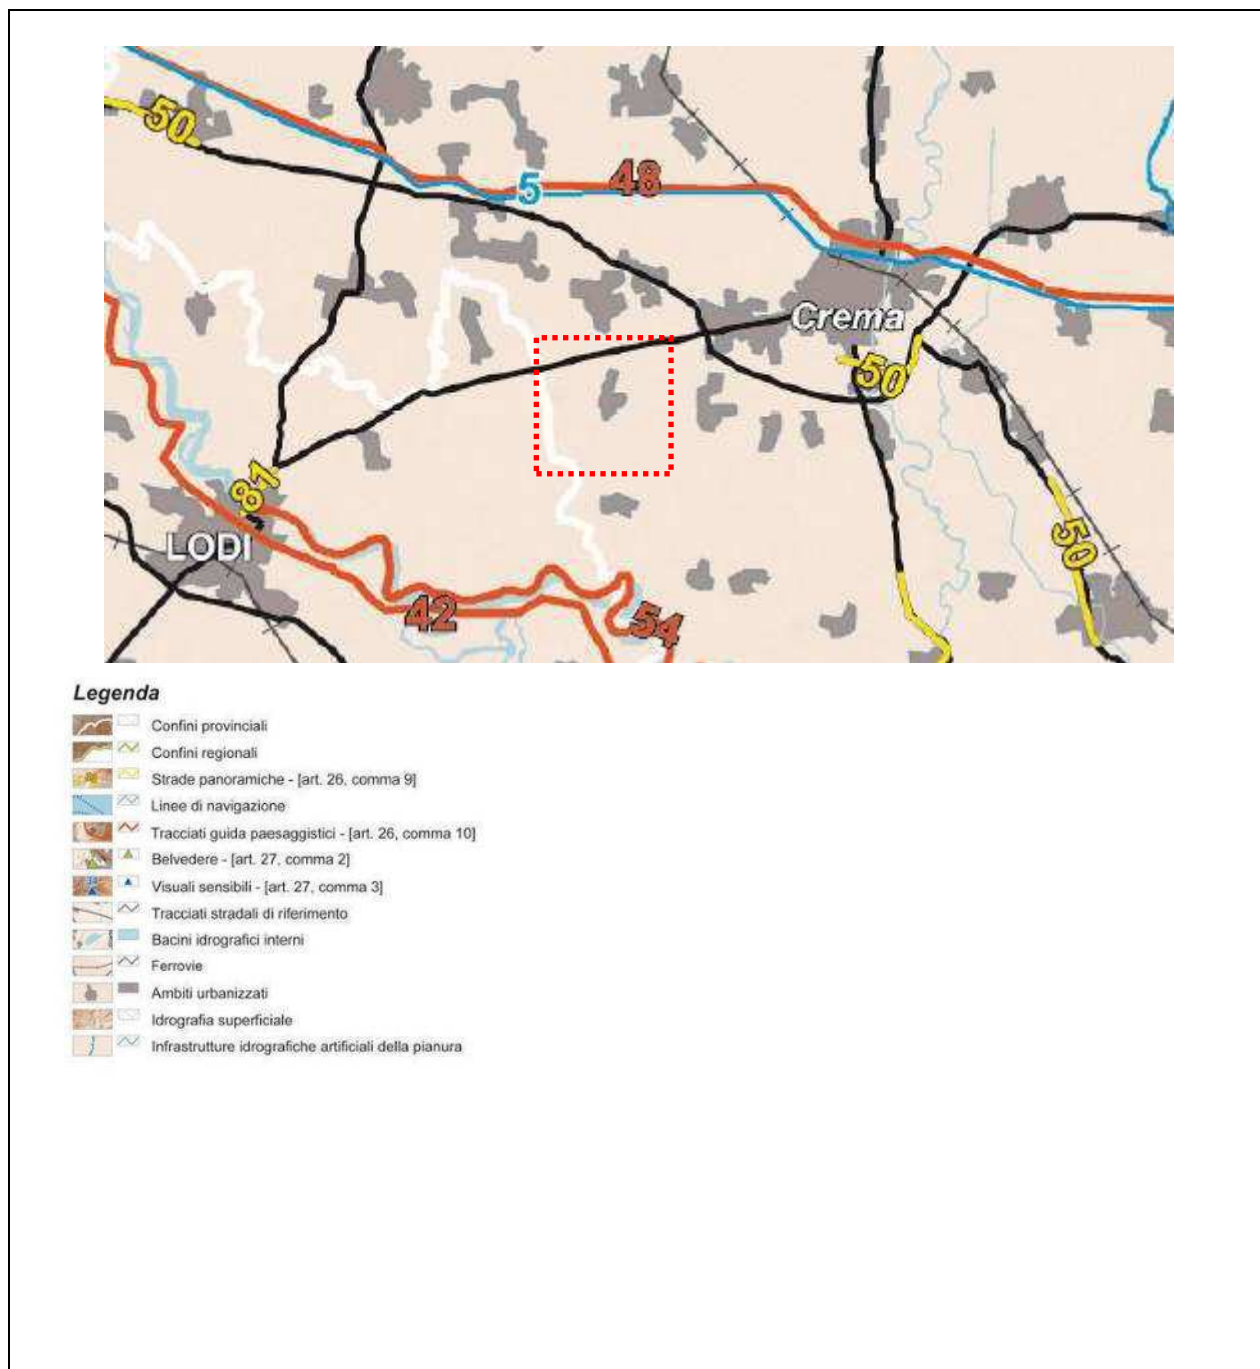 50
5
48
Crema
50
81
LODI
50
42
54
Legenda
Confini provinciali
Confini regionali
Strade panoramiche - [art. 26, comma 9]
Linee di navigazione
Tracciati guida paesaggistici - [art. 26, comma 10]
Belvedere - [art. 27, comma 2]
Visuali sensibili - [art. 27, comma 3]
Tracciati stradali di riferimento
Bacini idrografici interni
Ferrovie
Ambiti urbanizzati
Idrografia superficiale
Infrastrutture idrografiche artificiali della pianura